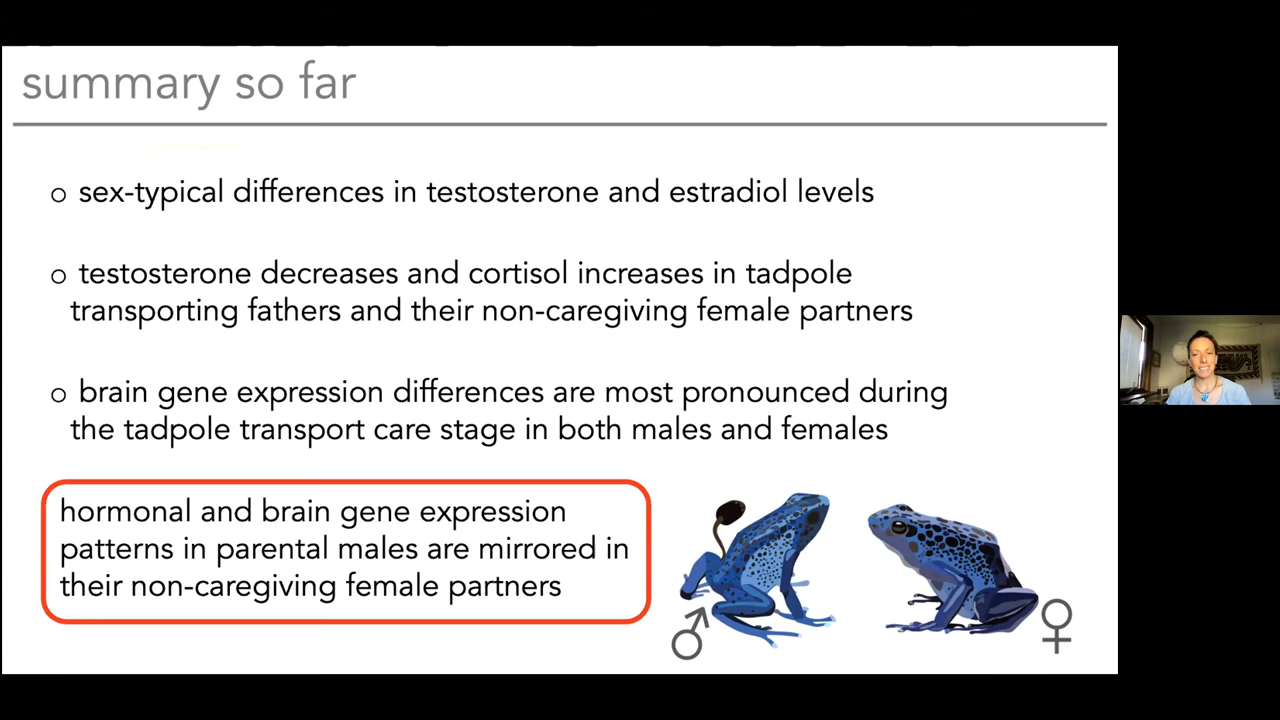 summary so far
o sex-typical differences in testosterone and estradiol levels
o testosterone decreases and cortisol increases in tadpole
transporting fathers and their non-caregiving female partners
o brain gene expression differences are most pronounced during
the tadpole transport care stage in both males and females
hormonal and brain gene expression
patterns in parental males are mirrored in
their non-caregiving female partners
♂
♀